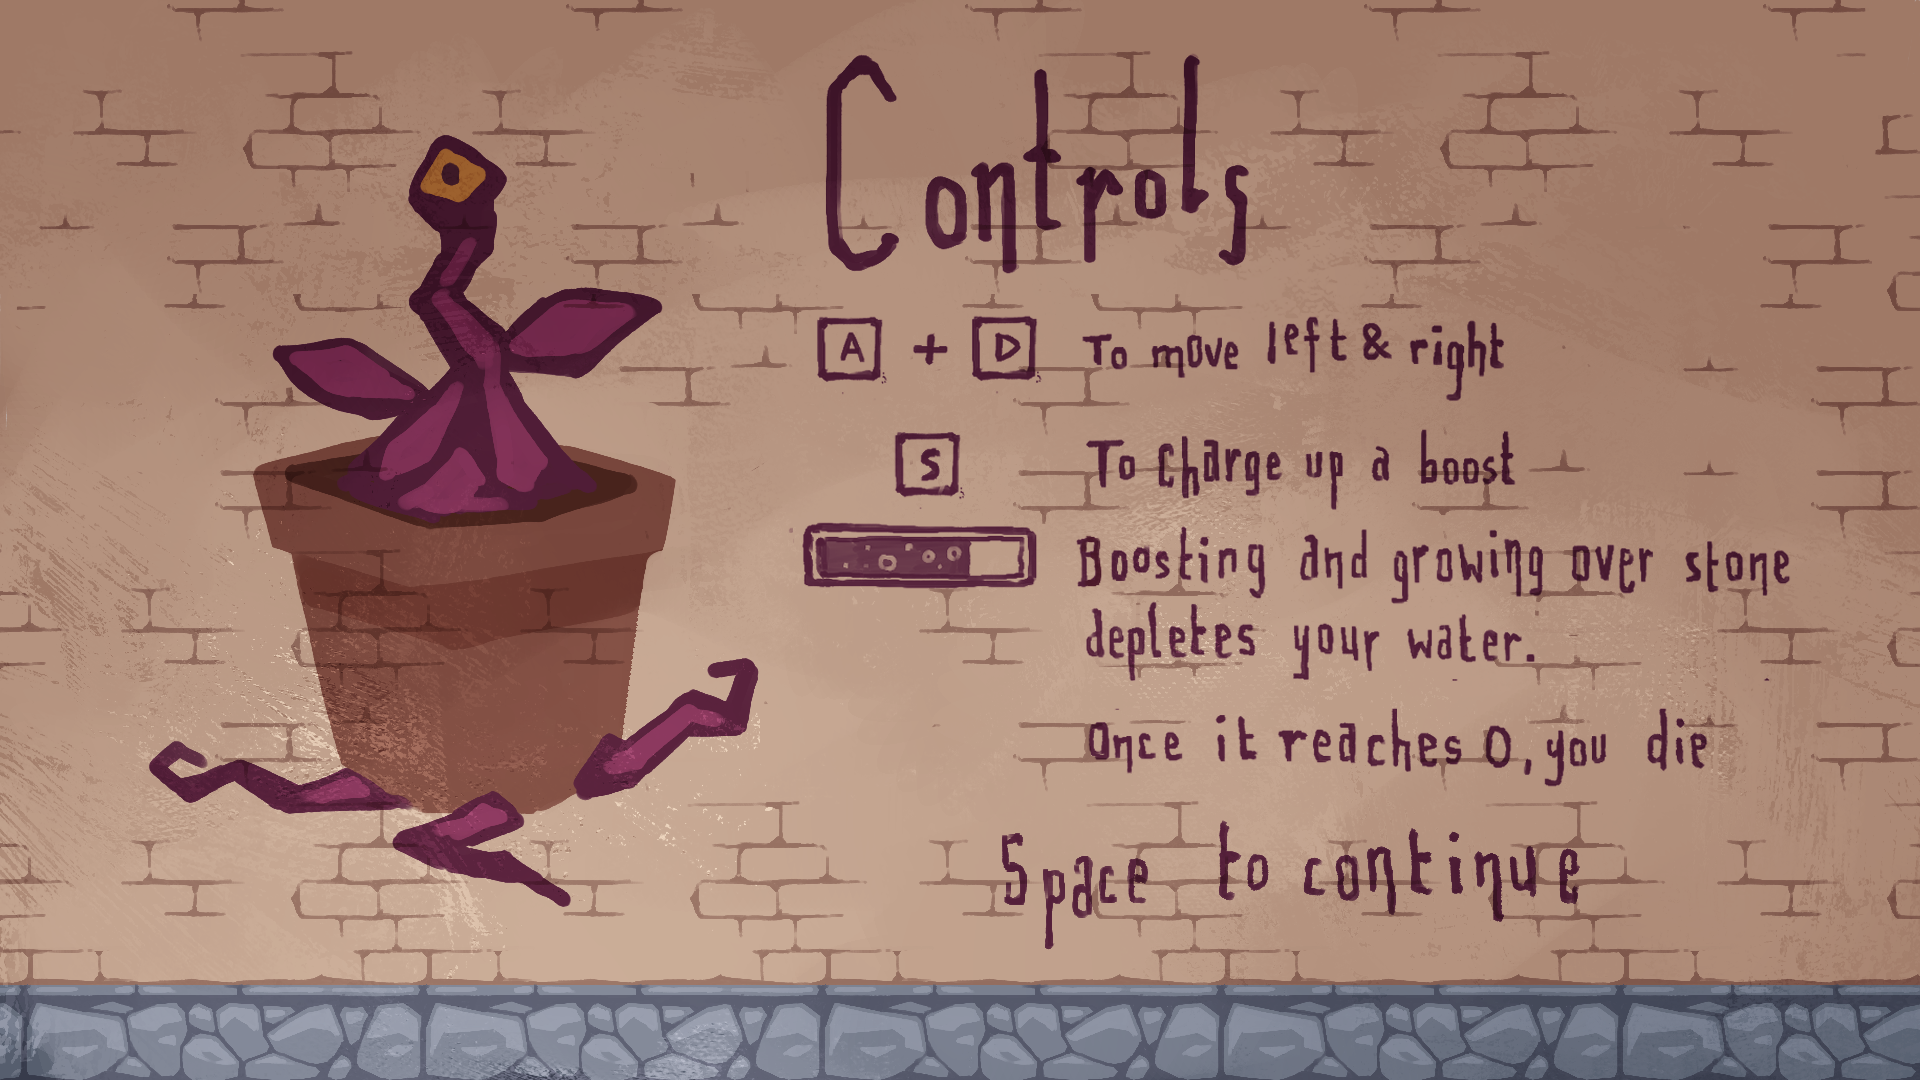 Controls
A + D To move left & right
S To charge up a boost
Boosting and growing over stone
depletes your water.
Once it reaches 0, you die
Space to continue